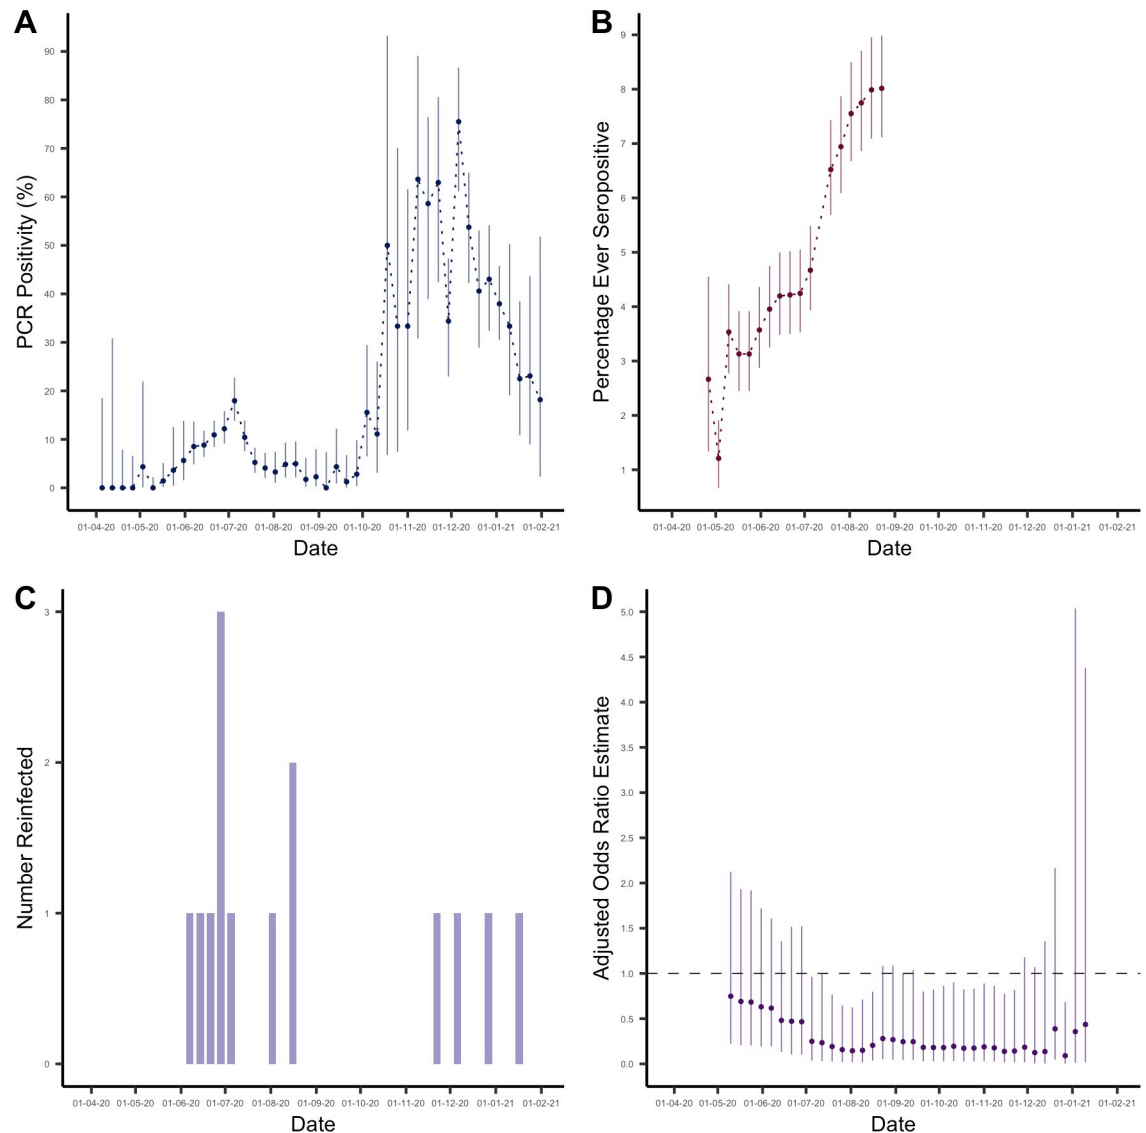 A
PCR Positivity (%)
90
80
70
60
50
40
30
20
10
0
01-04-20 01-05-20 01-06-20 01-07-20 01-08-20 01-09-20 01-10-20 01-11-20 01-12-20 01-01-21 01-02-21
Date
B
Percentage Ever Seropositive
9
8
7
6
5
4
3
2
1
01-04-20 01-05-20 01-06-20 01-07-20 01-08-20 01-09-20 01-10-20 01-11-20 01-12-20 01-01-21 01-02-21
Date
C
Number Reinfected
3
2
1
0
01-04-20 01-05-20 01-06-20 01-07-20 01-08-20 01-09-20 01-10-20 01-11-20 01-12-20 01-01-21 01-02-21
Date
D
Adjusted Odds Ratio Estimate
5.0
4.5
4.0
3.5
3.0
2.5
2.0
1.5
1.0
0.5
0.0
01-04-20 01-05-20 01-06-20 01-07-20 01-08-20 01-09-20 01-10-20 01-11-20 01-12-20 01-01-21 01-02-21
Date